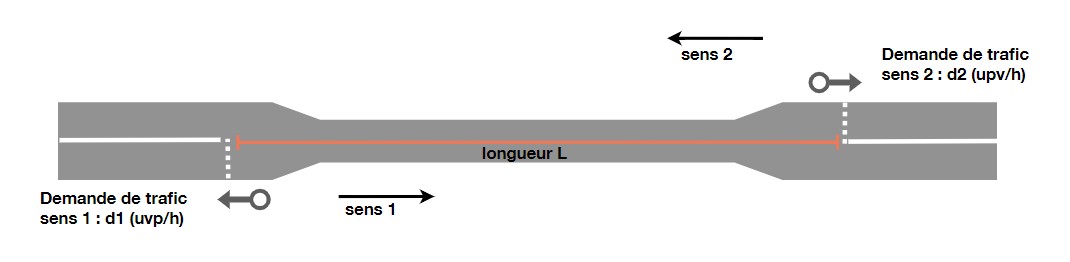 sens 2
Demande de trafic
sens 2 : d2 (upv/h)
longueur L
Demande de trafic
sens 1 : d1 (uvp/h)
sens 1